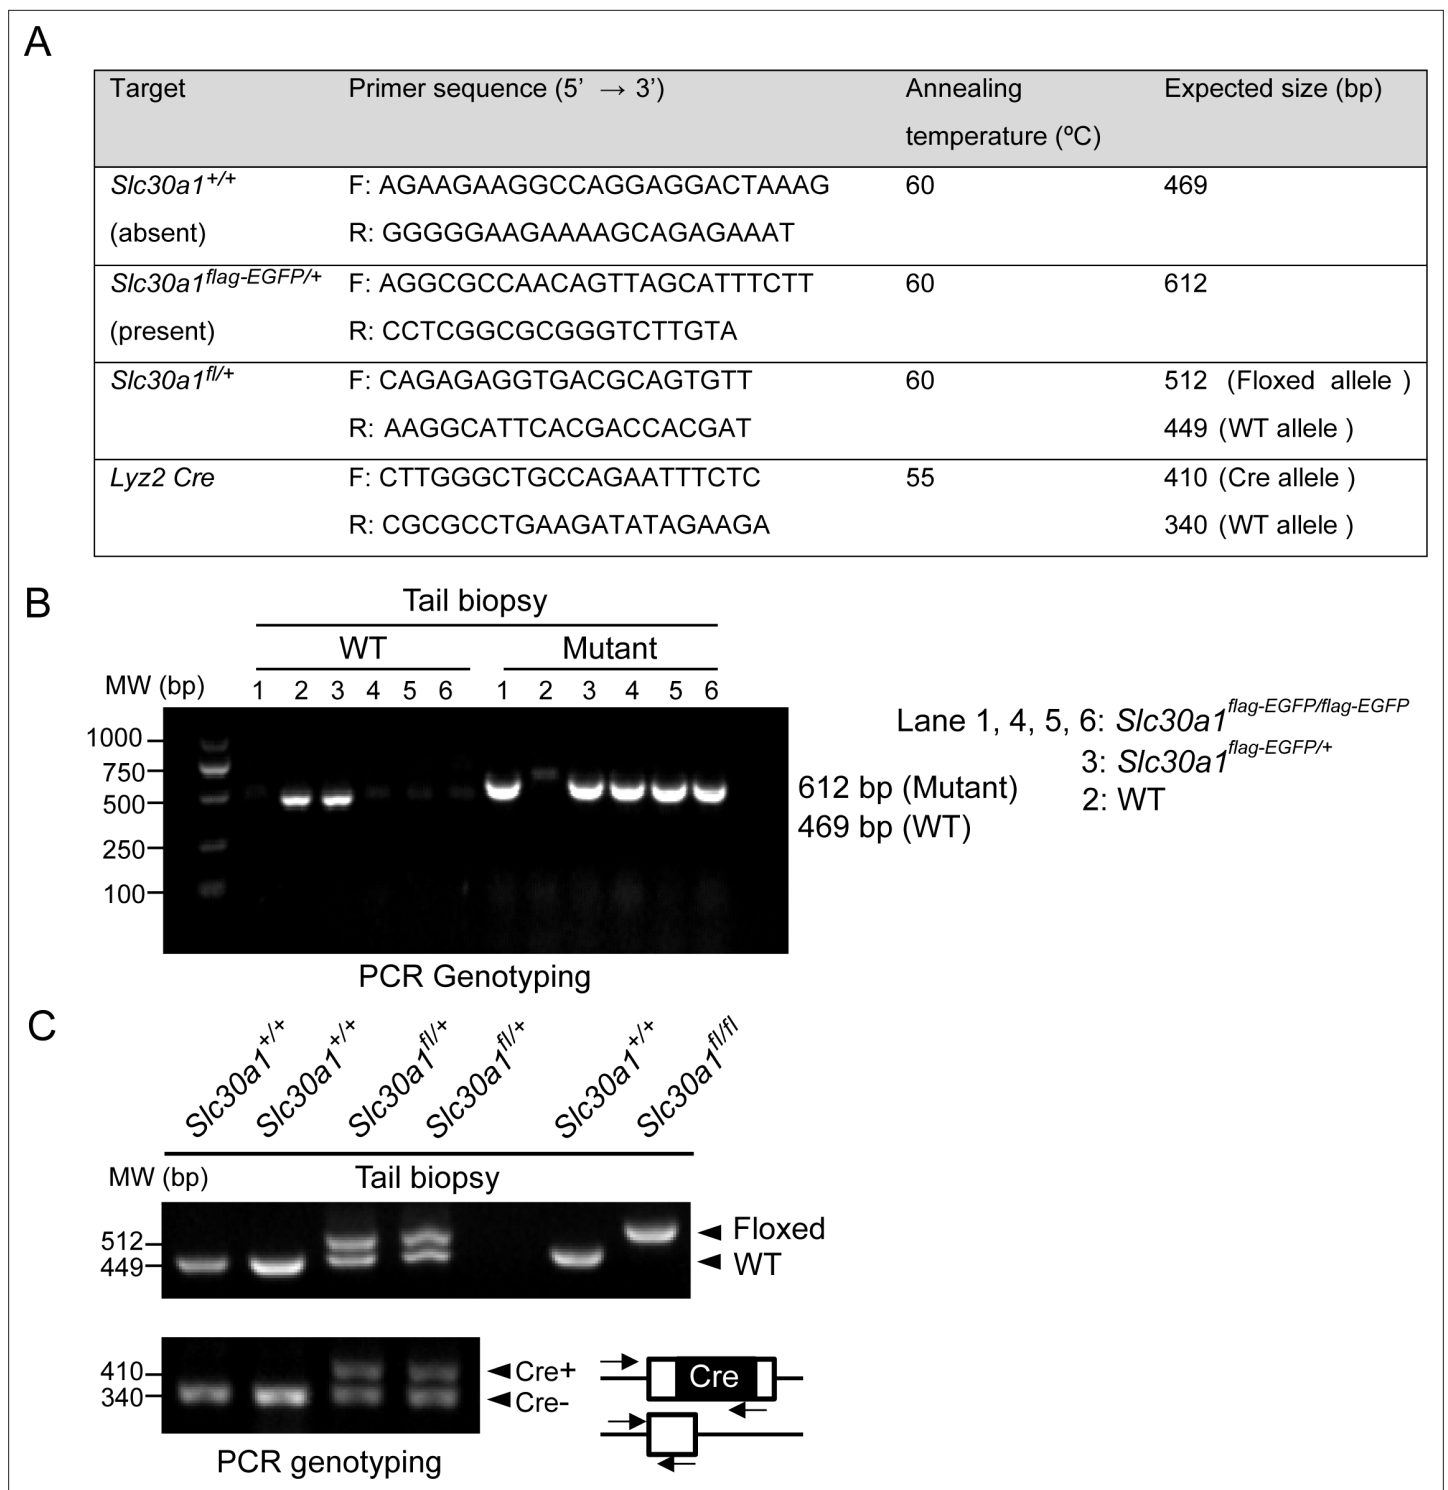 A
Target Primer sequence (5’ → 3’) Annealing temperature (ºC) Expected size (bp)
Slc30a1+/+ F: AGAAGAAGGCCAGGAGGACTAAAG 60 469
(absent) R: GGGGGAAGAAAAGCAGAGAAAT
Slc30a1flag-EGFP/+ F: AGGCGCCAACAGTTAGCATTTCTT 60 612
(present) R: CCTCGGCGCGGGTCTTGTA
Slc30a1fl/+ F: CAGAGAGGTGACGCAGTGTT 60 512 (Floxed allele )
R: AAGGCATTCACGACCACGAT 449 (WT allele )
Lyz2 Cre F: CTTGGGCTGCCAGAATTTCTC 55 410 (Cre allele )
R: CGCGCCTGAAGATATAGAAGA 340 (WT allele )
B
Tail biopsy
WT Mutant
MW (bp) 1 2 3 4 5 6 1 2 3 4 5 6
1000
750
500
250
100
612 bp (Mutant)
469 bp (WT)
Lane 1, 4, 5, 6: Slc30a1flag-EGFP/flag-EGFP
3: Slc30a1flag-EGFP/+
2: WT
PCR Genotyping
C
Slc30a1+/+ Slc30a1+/+ Slc30a1fl/+ Slc30a1fl/+ Slc30a1+/+ Slc30a1fl/fl
MW (bp) Tail biopsy
512 Floxed
449 WT
410 Cre+
340 Cre-
Cre
PCR genotyping